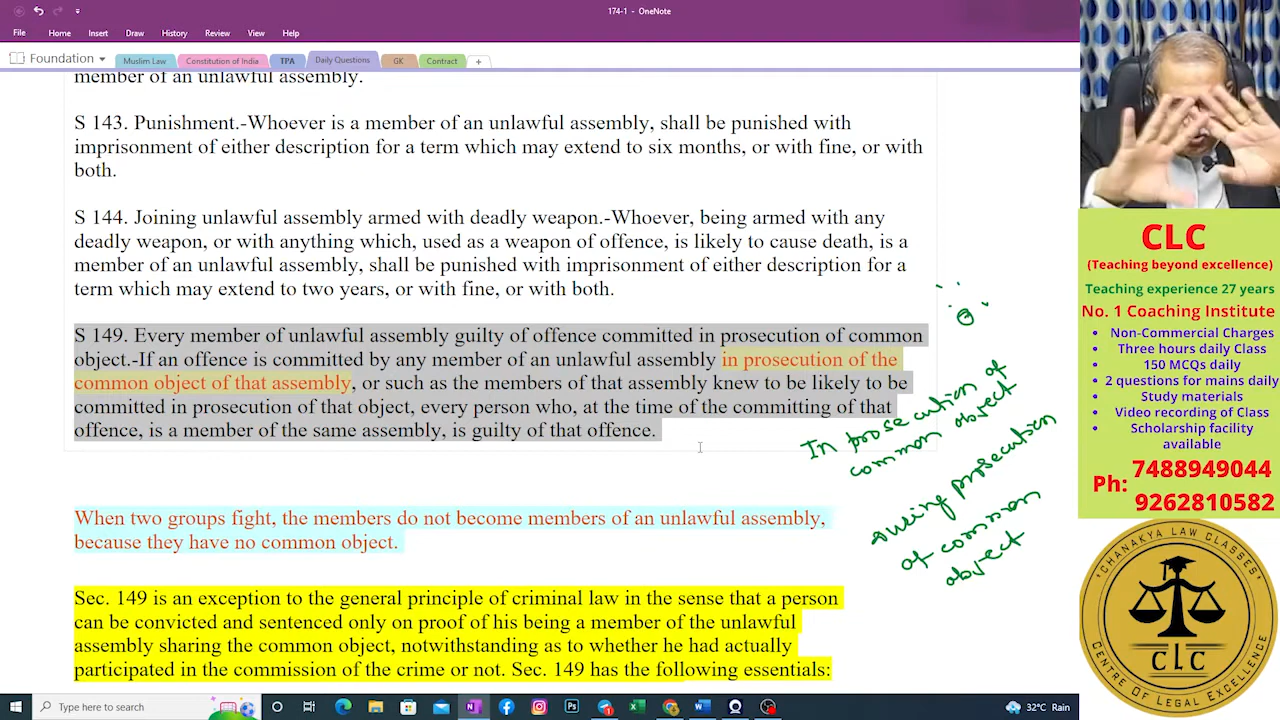 174-1 - OneNote
File Home Insert Draw History Review View Help
Foundation
Muslim Law Constitution of India TPA Daily Questions GK Contract +
member of an unlawful assembly.
S 143. Punishment.-Whoever is a member of an unlawful assembly, shall be punished with
imprisonment of either description for a term which may extend to six months, or with fine, or with
both.
S 144. Joining unlawful assembly armed with deadly weapon.-Whoever, being armed with any
deadly weapon, or with anything which, used as a weapon of offence, is likely to cause death, is a
member of an unlawful assembly, shall be punished with imprisonment of either description for a
term which may extend to two years, or with fine, or with both.
S 149. Every member of unlawful assembly guilty of offence committed in prosecution of common
object.-If an offence is committed by any member of an unlawful assembly in prosecution of the
common object of that assembly, or such as the members of that assembly knew to be likely to be
committed in prosecution of that object, every person who, at the time of the committing of that
offence, is a member of the same assembly, is guilty of that offence.
In prosecution of
common object
during prosecution
of common
object
When two groups fight, the members do not become members of an unlawful assembly,
because they have no common object.
Sec. 149 is an exception to the general principle of criminal law in the sense that a person
can be convicted and sentenced only on proof of his being a member of the unlawful
assembly sharing the common object, notwithstanding as to whether he had actually
participated in the commission of the crime or not. Sec. 149 has the following essentials:
CLC
(Teaching beyond excellence)
Teaching experience 27 years
No. 1 Coaching Institute
• Non-Commercial Charges
• Three hours daily Class
• 150 MCQs daily
• 2 questions for mains daily
• Study materials
• Video recording of Class
• Scholarship facility
available
Ph: 7488949044
9262810582
'CHANAKYA LAW CLASSES'
CLC
CENTRE OF LEGAL EXCELLENCE
Type here to search
32°C Rain